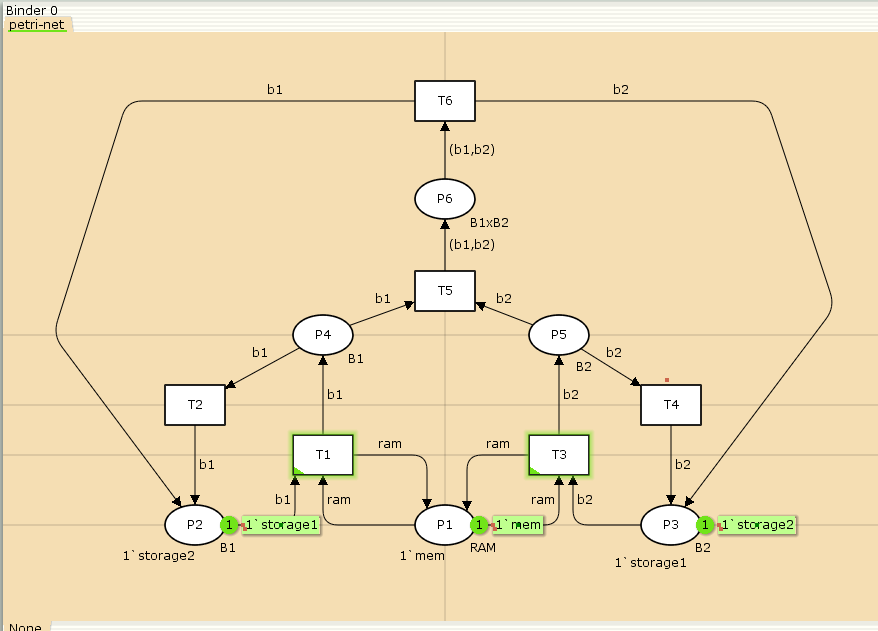 Binder 0
petri-net
b1
T6
b2
(b1,b2)
P6
B1xB2
(b1,b2)
T5
b1
b2
P4
P5
B1
B2
b1
b2
T2
b1
b2
T4
ram
ram
T1
T3
b1
b2
b1
ram
ram
b2
P2
1
1`storage1
P1
1
1`mem
P3
1
1`storage2
B1
RAM
B2
1`storage2
1`mem
1`storage1
None